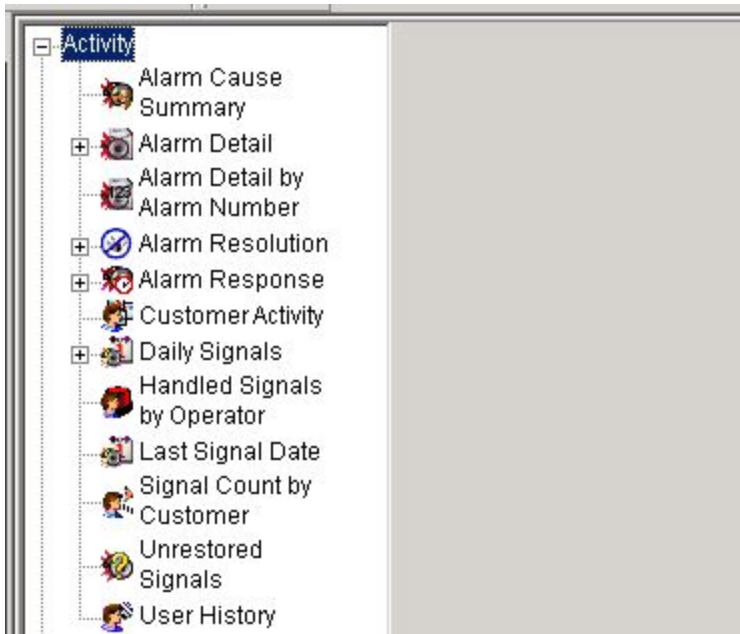 Activity
Alarm Cause
Summary
Alarm Detail
Alarm Detail by
Alarm Number
Alarm Resolution
Alarm Response
Customer Activity
Daily Signals
Handled Signals
by Operator
Last Signal Date
Signal Count by
Customer
Unrestored
Signals
User History